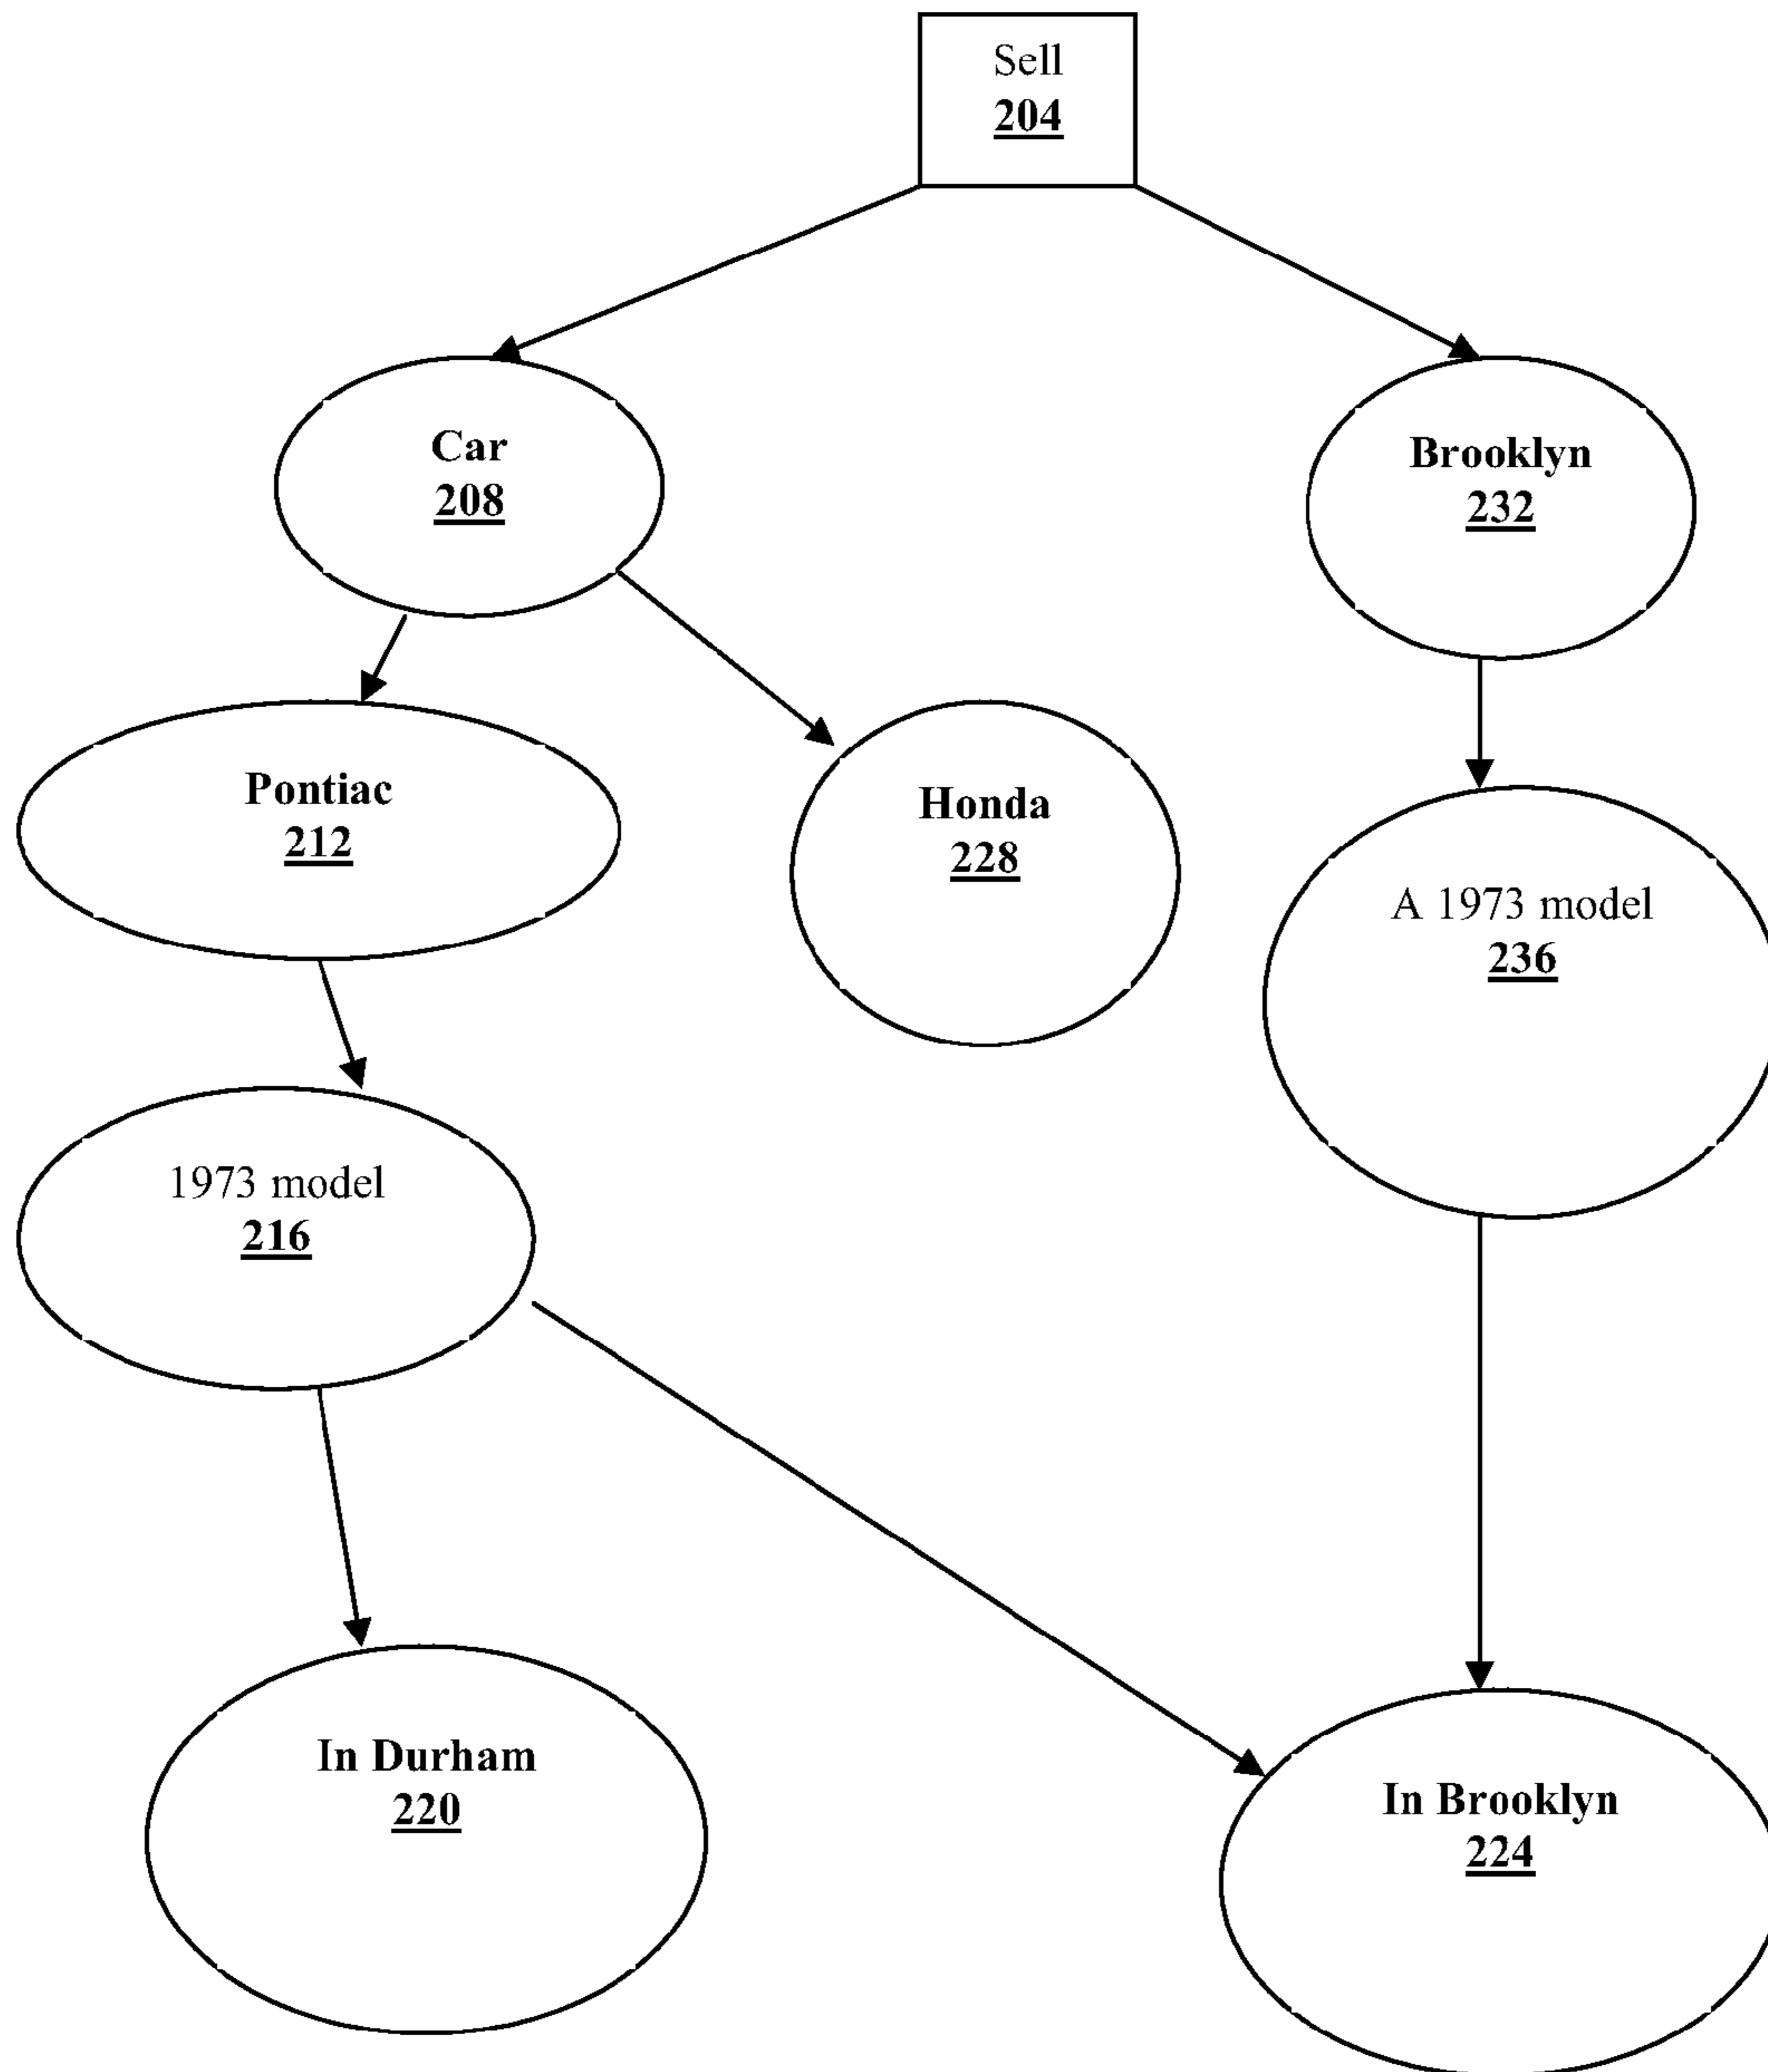 Sell
204
Car
208
Brooklyn
232
Pontiac
212
Honda
228
A 1973 model
236
1973 model
216
In Durham
220
In Brooklyn
224